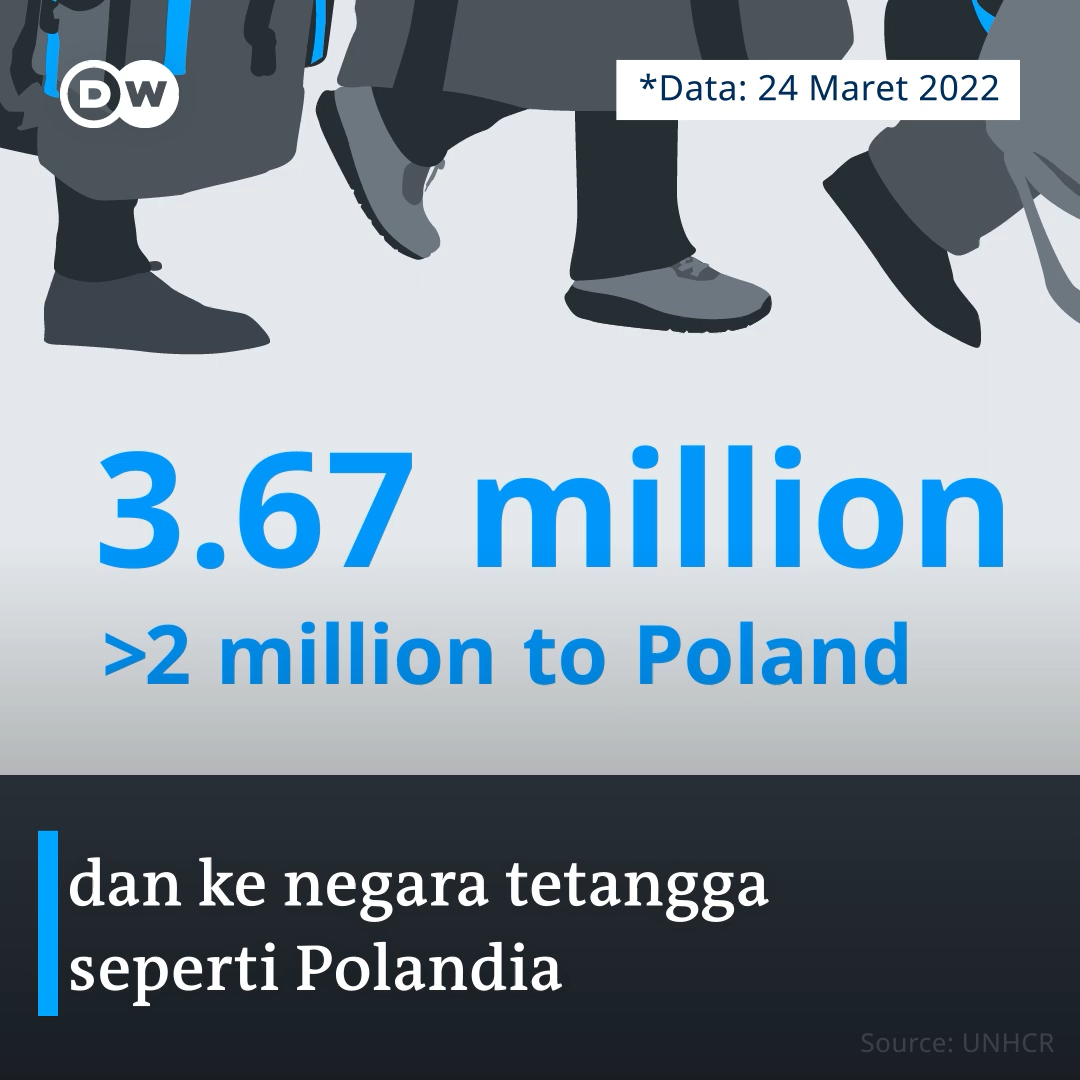 DW
*Data: 24 Maret 2022
3.67 million
>2 million to Poland
dan ke negara tetangga
seperti Polandia
Source: UNHCR